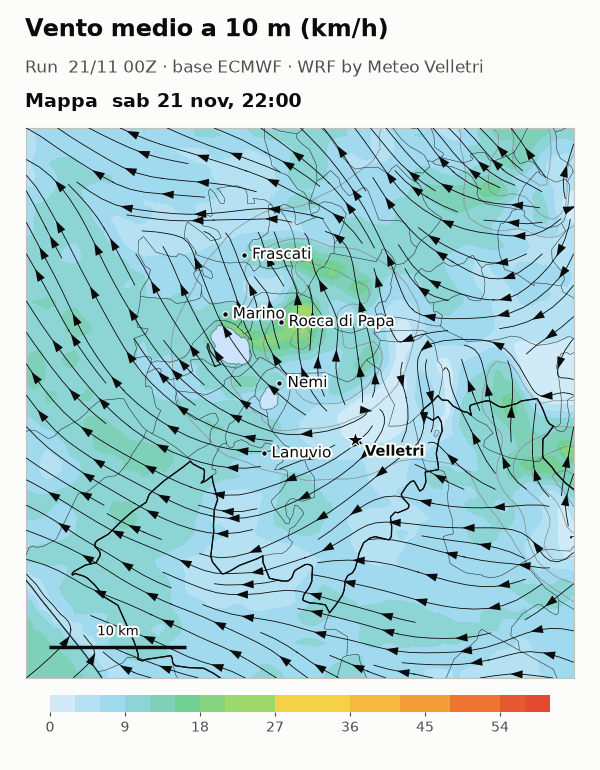 Vento medio a 10 m (km/h)
Run  21/11 00Z · base ECMWF · WRF by Meteo Velletri
Mappa  sab 21 nov, 22:00
Frascati
Marino
Rocca di Papa
Nemi
Velletri
Lanuvio
10 km
0 9 18 27 36 45 54